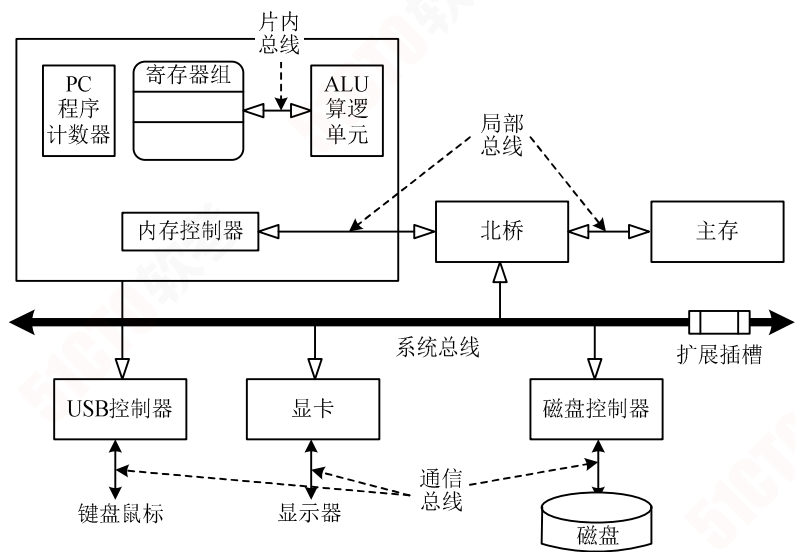 片内
总线
PC
程序
计数器
寄存器组
ALU
算逻
单元
局部
总线
内存控制器
北桥
主存
系统总线
扩展插槽
USB控制器
显卡
磁盘控制器
通信
总线
键盘鼠标
显示器
磁盘